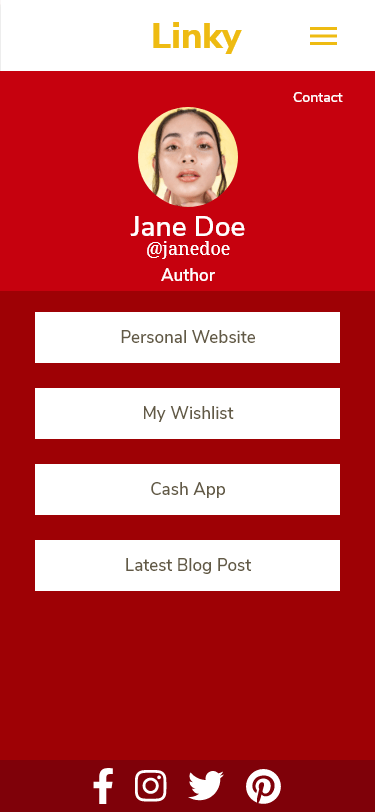 Linky
Contact
Jane Doe
@janedoe
Author
Personal Website
My Wishlist
Cash App
Latest Blog Post